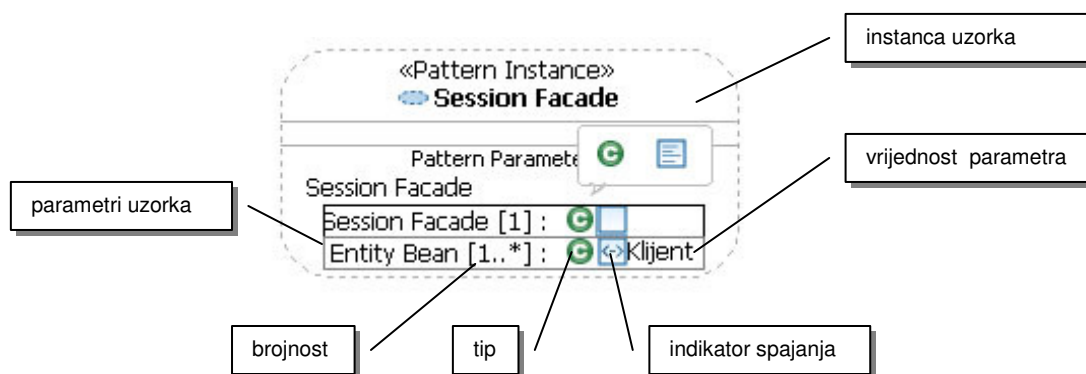 instanca uzorka
«Pattern Instance»
Session Facade
Pattern Paramete
vrijednost parametra
Session Facade
parametri uzorka
Session Facade [1] :
Entity Bean [1..*] : Klijent
brojnost
tip
indikator spajanja